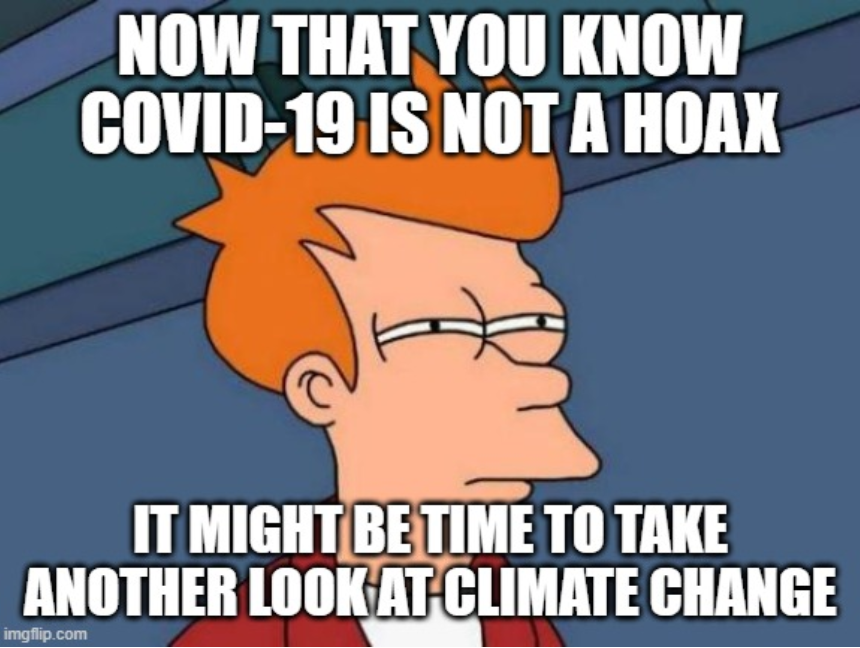 NOW THAT YOU KNOW
COVID-19 IS NOT A HOAX
IT MIGHT BE TIME TO TAKE
ANOTHER LOOK AT CLIMATE CHANGE
imgflip.com